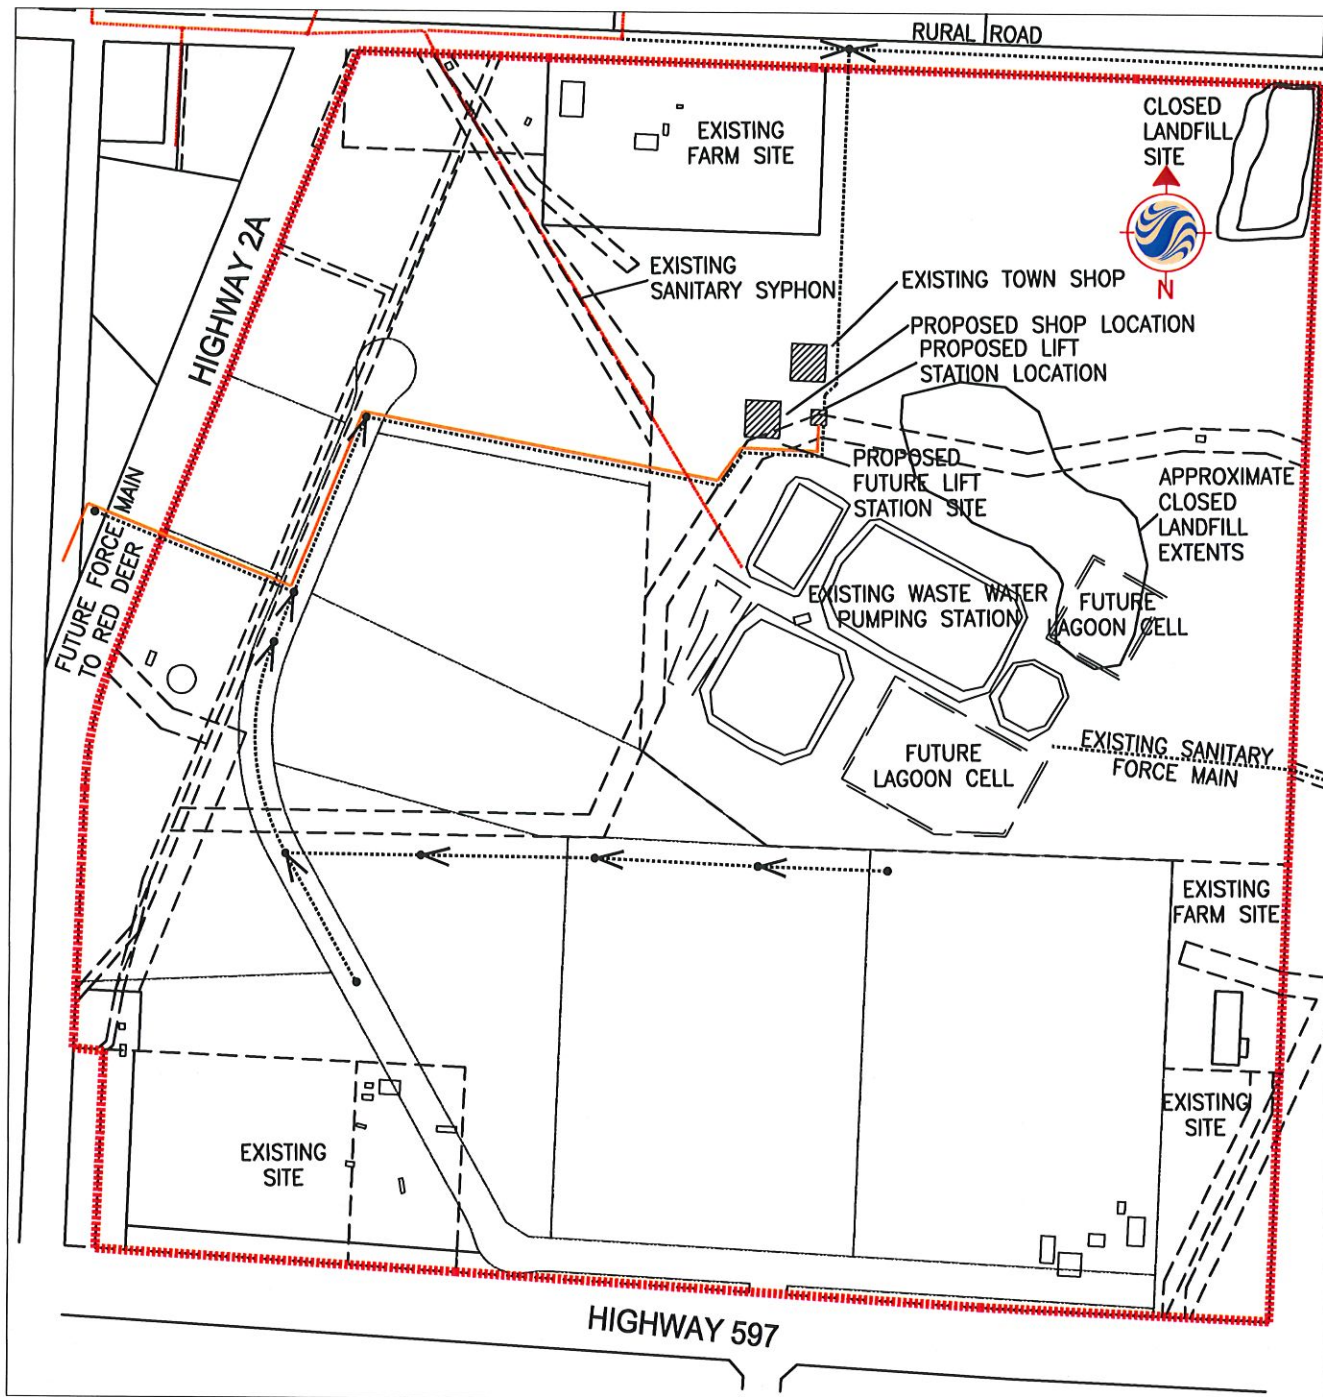 RURAL ROAD
CLOSED
LANDFILL
SITE
EXISTING
FARM SITE
HIGHWAY 2A
N
EXISTING
SANITARY SYPHON
EXISTING TOWN SHOP
PROPOSED SHOP LOCATION
PROPOSED LIFT
STATION LOCATION
PROPOSED
FUTURE LIFT
STATION SITE
APPROXIMATE
CLOSED
LANDFILL
EXTENTS
FUTURE FORCE MAIN
TO RED DEER
EXISTING WASTE WATER
PUMPING STATION
FUTURE
LAGOON CELL
FUTURE
LAGOON CELL
EXISTING SANITARY
FORCE MAIN
EXISTING
FARM SITE
EXISTING
SITE
EXISTING
SITE
HIGHWAY 597